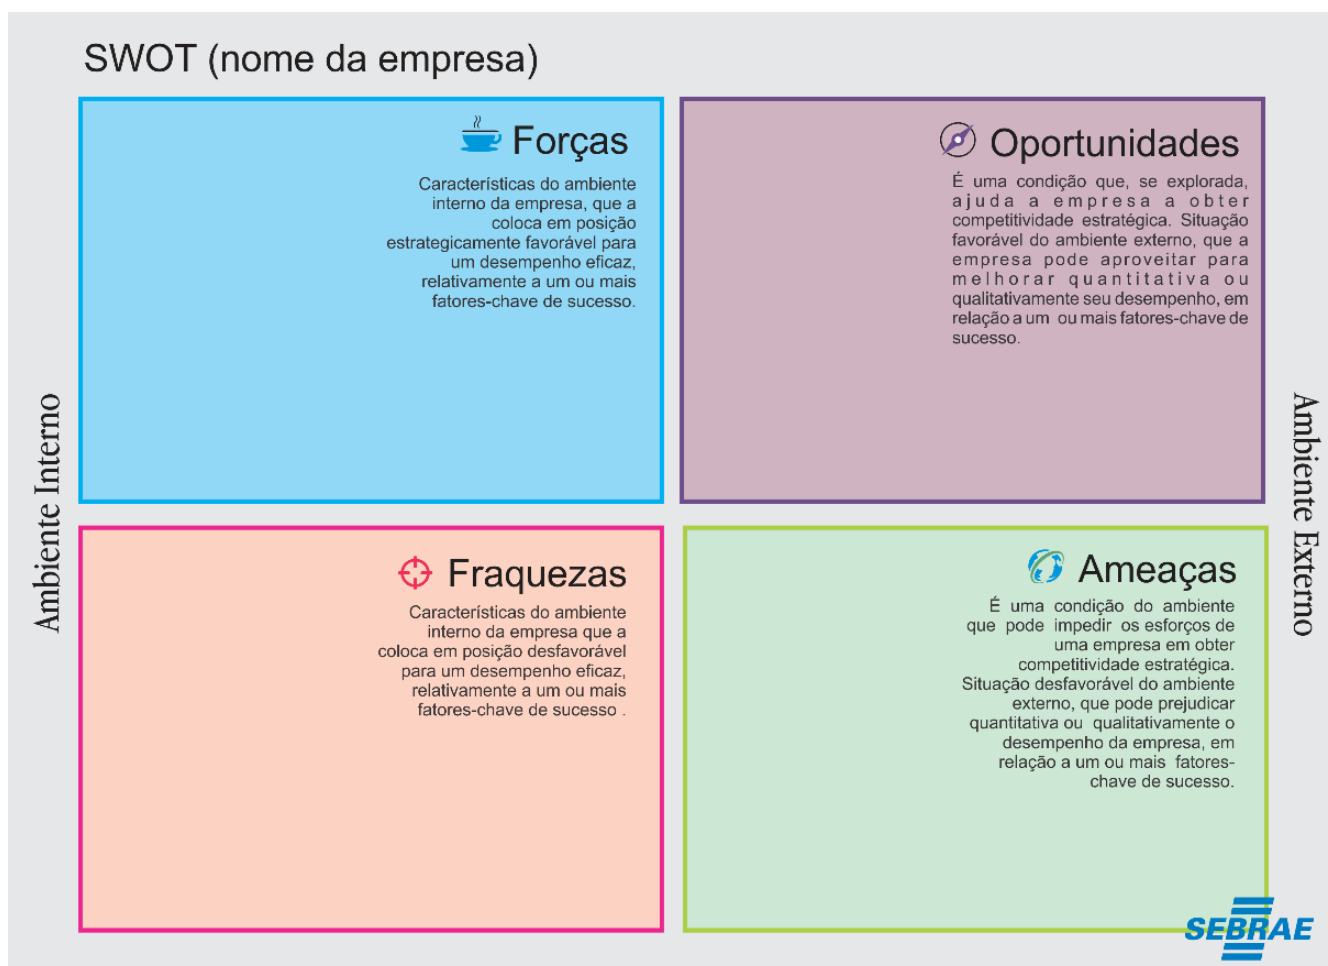 SWOT (nome da empresa)
Forças
Características do ambiente
interno da empresa, que a
coloca em posição
estrategicamente favorável para
um desempenho eficaz,
relativamente a um ou mais
fatores-chave de sucesso.
Oportunidades
É uma condição que, se explorada,
ajuda a empresa a obter
competitividade estratégica. Situação
favorável do ambiente externo, que a
empresa pode aproveitar para
melhorar quantitativa ou
qualitativamente seu desempenho, em
relação a um ou mais fatores-chave de
sucesso.
Ambiente Interno
Ambiente Externo
Fraquezas
Características do ambiente
interno da empresa que a
coloca em posição desfavorável
para um desempenho eficaz,
relativamente a um ou mais
fatores-chave de sucesso .
Ameaças
É uma condição do ambiente
que pode impedir os esforços de
uma empresa em obter
competitividade estratégica.
Situação desfavorável do ambiente
externo, que pode prejudicar
quantitativa ou qualitativamente o
desempenho da empresa, em
relação a um ou mais fatores-
chave de sucesso.
SEBRAE